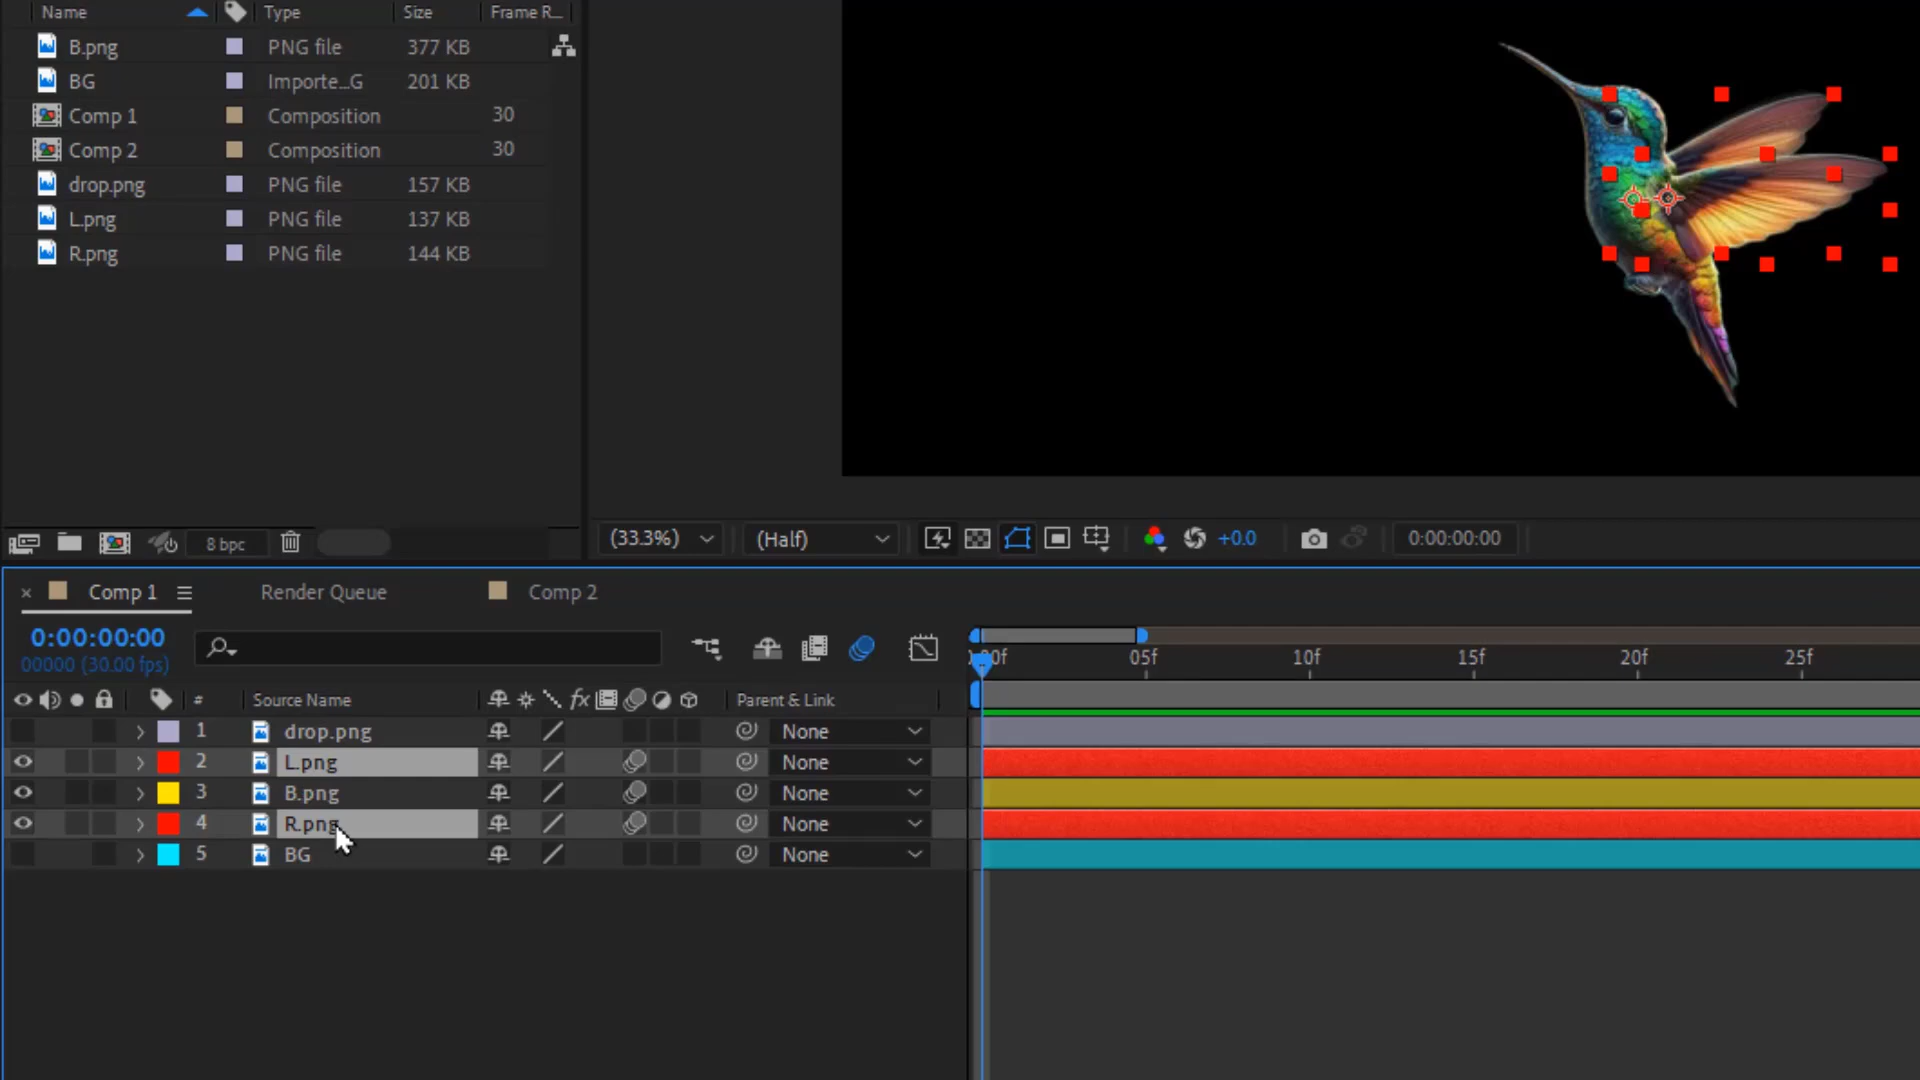 Name Type Size Frame R...
B.png PNG file 377 KB
BG Importe...G 201 KB
Comp 1 Composition 30
Comp 2 Composition 30
drop.png PNG file 157 KB
L.png PNG file 137 KB
R.png PNG file 144 KB
8 bpc (33.3%) (Half) +0.0 0:00:00:00
× Comp 1 Render Queue Comp 2
0:00:00:00
00000 (30.00 fps)
:00f 05f 10f 15f 20f 25f
# Source Name fx Parent & Link
1 drop.png None
2 L.png None
3 B.png None
4 R.png None
5 BG None